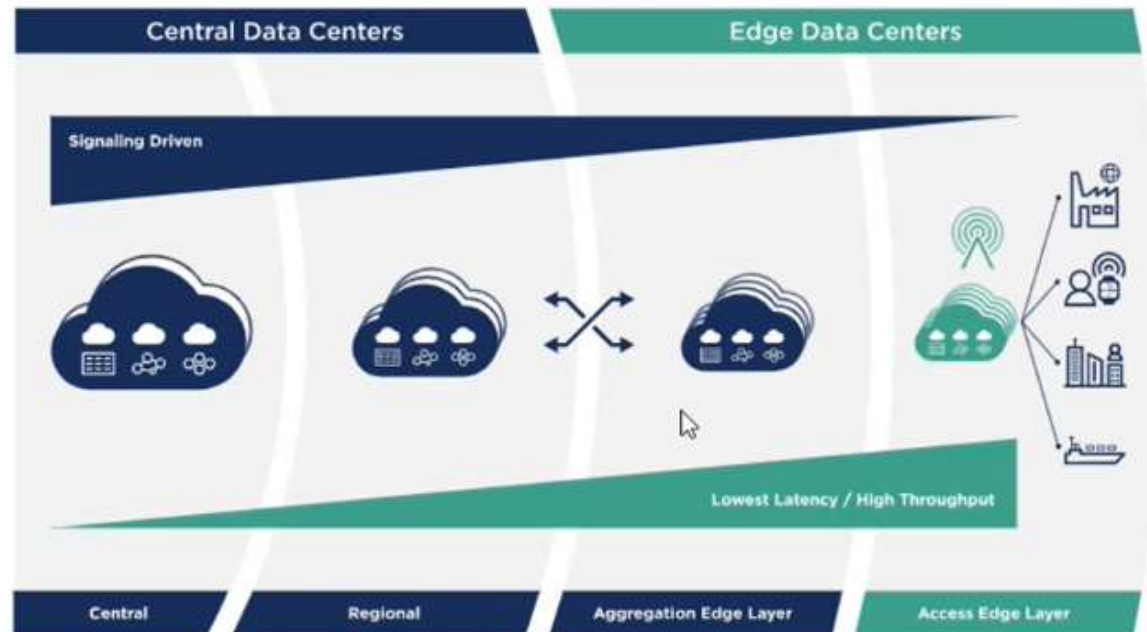 Central Data Centers
Edge Data Centers
Signaling Driven
Lowest Latency / High Throughput
Central
Regional
Aggregation Edge Layer
Access Edge Layer